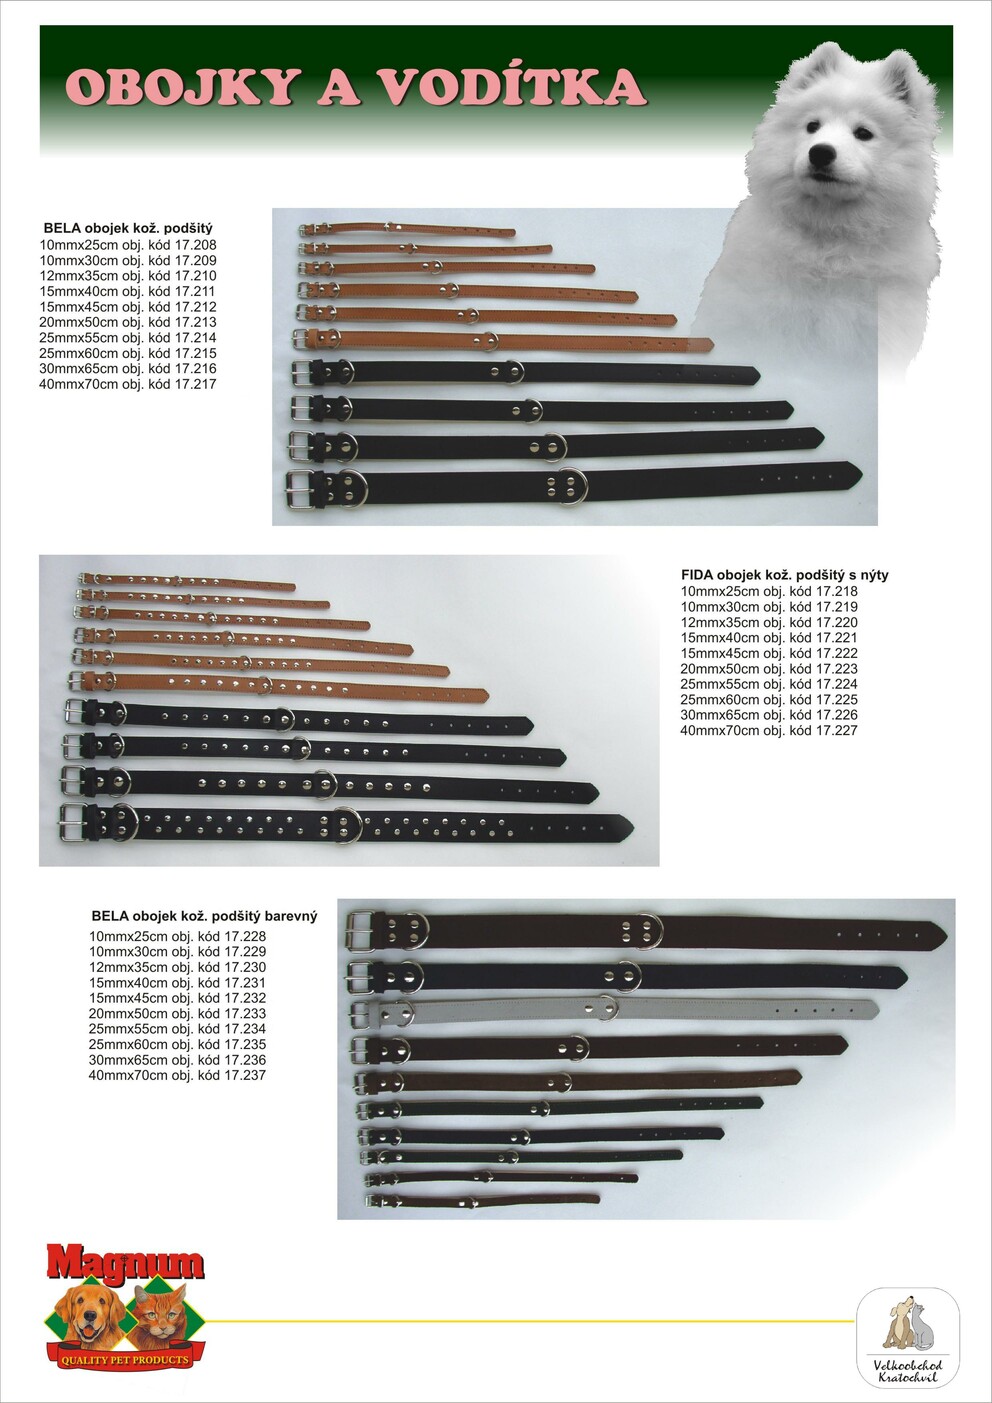 OBOJKY A VODÍTKA
BELA obojek kož. podšitý
10mmx25cm obj. kód 17.208
10mmx30cm obj. kód 17.209
12mmx35cm obj. kód 17.210
15mmx40cm obj. kód 17.211
15mmx45cm obj. kód 17.212
20mmx50cm obj. kód 17.213
25mmx55cm obj. kód 17.214
25mmx60cm obj. kód 17.215
30mmx65cm obj. kód 17.216
40mmx70cm obj. kód 17.217
FIDA obojek kož. podšitý s nýty
10mmx25cm obj. kód 17.218
10mmx30cm obj. kód 17.219
12mmx35cm obj. kód 17.220
15mmx40cm obj. kód 17.221
15mmx45cm obj. kód 17.222
20mmx50cm obj. kód 17.223
25mmx55cm obj. kód 17.224
25mmx60cm obj. kód 17.225
30mmx65cm obj. kód 17.226
40mmx70cm obj. kód 17.227
BELA obojek kož. podšitý barevný
10mmx25cm obj. kód 17.228
10mmx30cm obj. kód 17.229
12mmx35cm obj. kód 17.230
15mmx40cm obj. kód 17.231
15mmx45cm obj. kód 17.232
20mmx50cm obj. kód 17.233
25mmx55cm obj. kód 17.234
25mmx60cm obj. kód 17.235
30mmx65cm obj. kód 17.236
40mmx70cm obj. kód 17.237
Magnum
QUALITY PET PRODUCTS
Velkoobchod
Kratochvíl